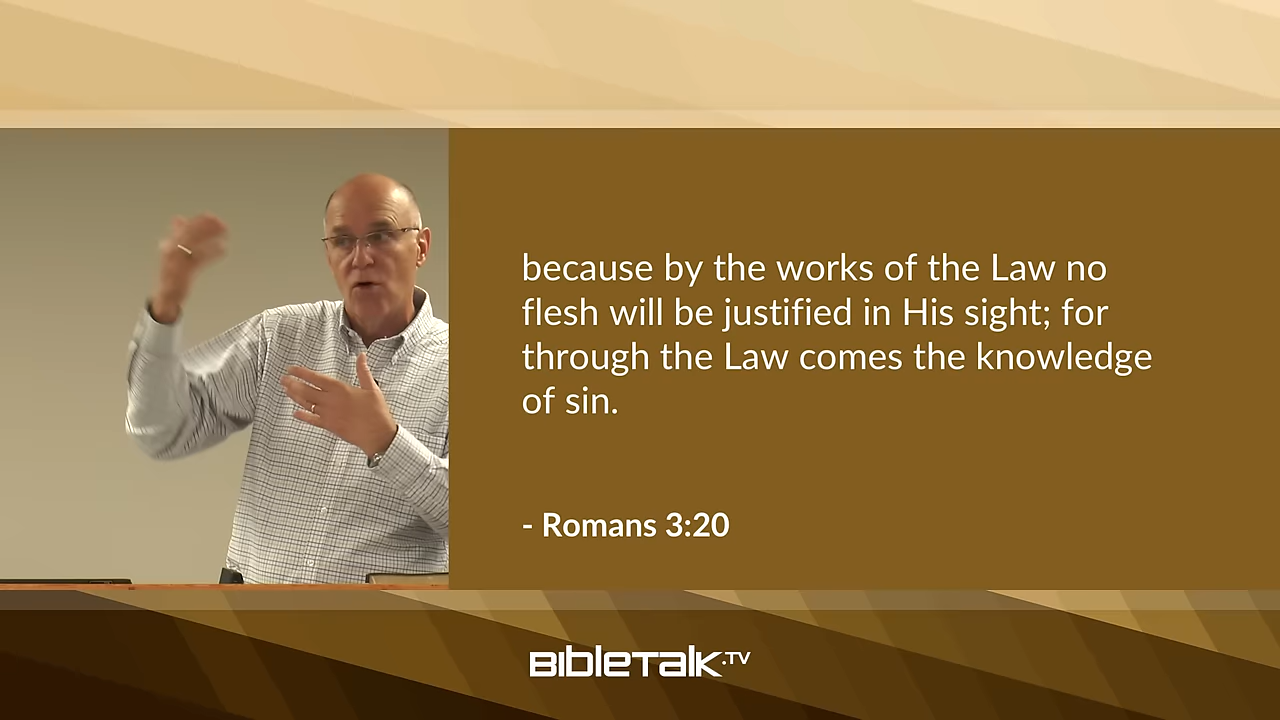 because by the works of the Law no
flesh will be justified in His sight; for
through the Law comes the knowledge
of sin.
- Romans 3:20
BibleTalk.TV